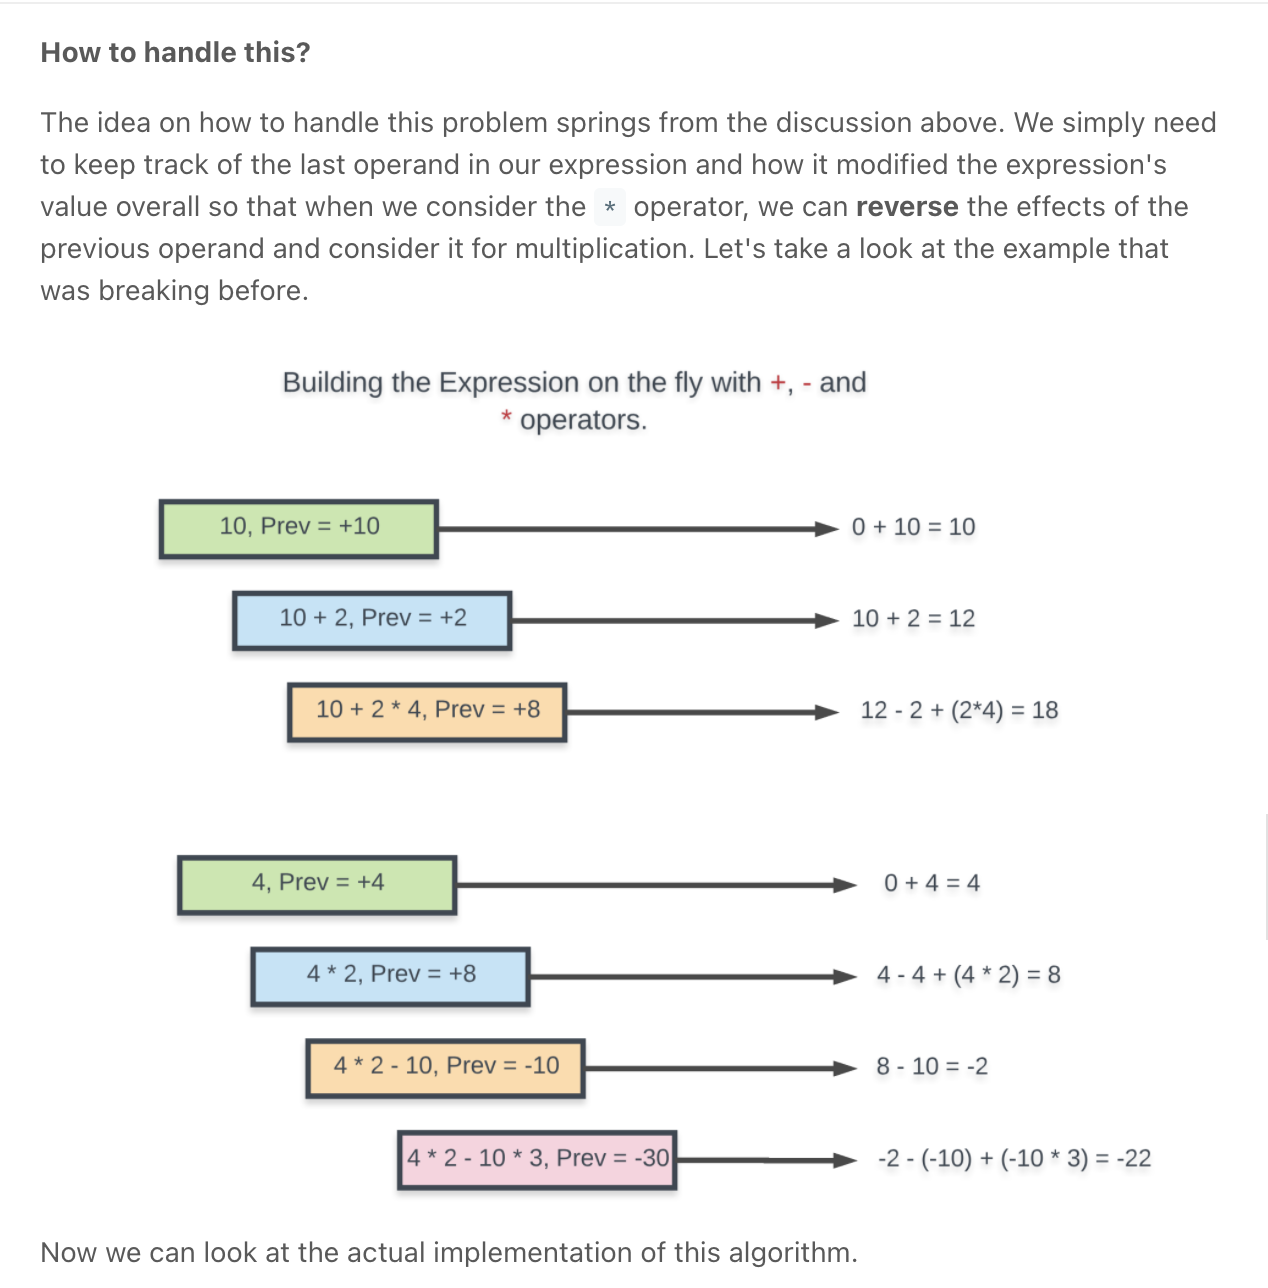 How to handle this?
The idea on how to handle this problem springs from the discussion above. We simply need
to keep track of the last operand in our expression and how it modified the expression's
value overall so that when we consider the * operator, we can reverse the effects of the
previous operand and consider it for multiplication. Let's take a look at the example that
was breaking before.
Building the Expression on the fly with +, - and
* operators.
10, Prev = +10
0 + 10 = 10
10 + 2, Prev = +2
10 + 2 = 12
10 + 2 * 4, Prev = +8
12 - 2 + (2*4) = 18
4, Prev = +4
0 + 4 = 4
4 * 2, Prev = +8
4 - 4 + (4 * 2) = 8
4 * 2 - 10, Prev = -10
8 - 10 = -2
4 * 2 - 10 * 3, Prev = -30
-2 - (-10) + (-10 * 3) = -22
Now we can look at the actual implementation of this algorithm.